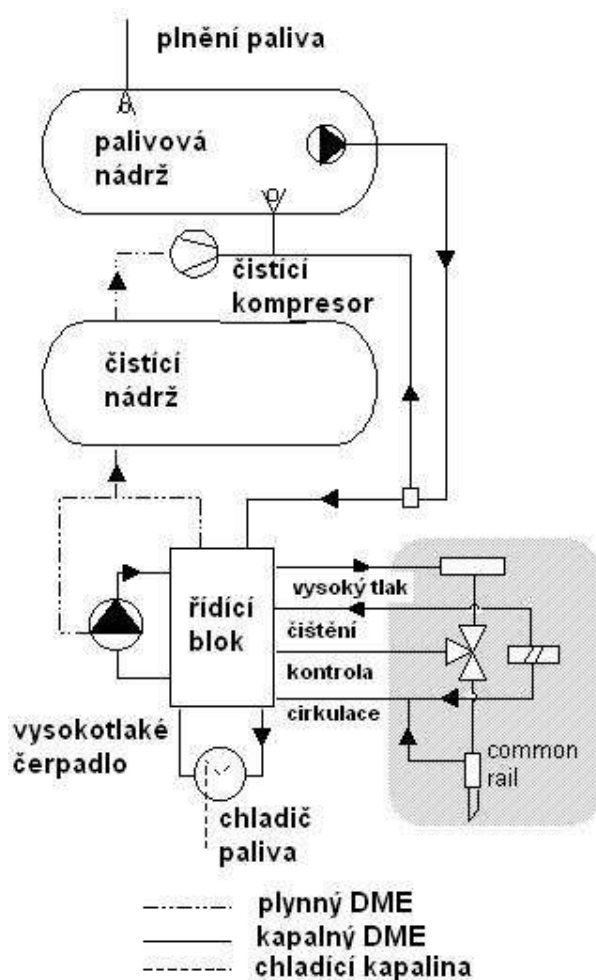 plnění paliva
palivová
nádrž
čistící
kompresor
čistící
nádrž
vysoký tlak
řídící
blok
čištění
kontrola
cirkulace
vysokotlaké
čerpadlo
common
rail
chladič
paliva
plynný DME
kapalný DME
chladící kapalina